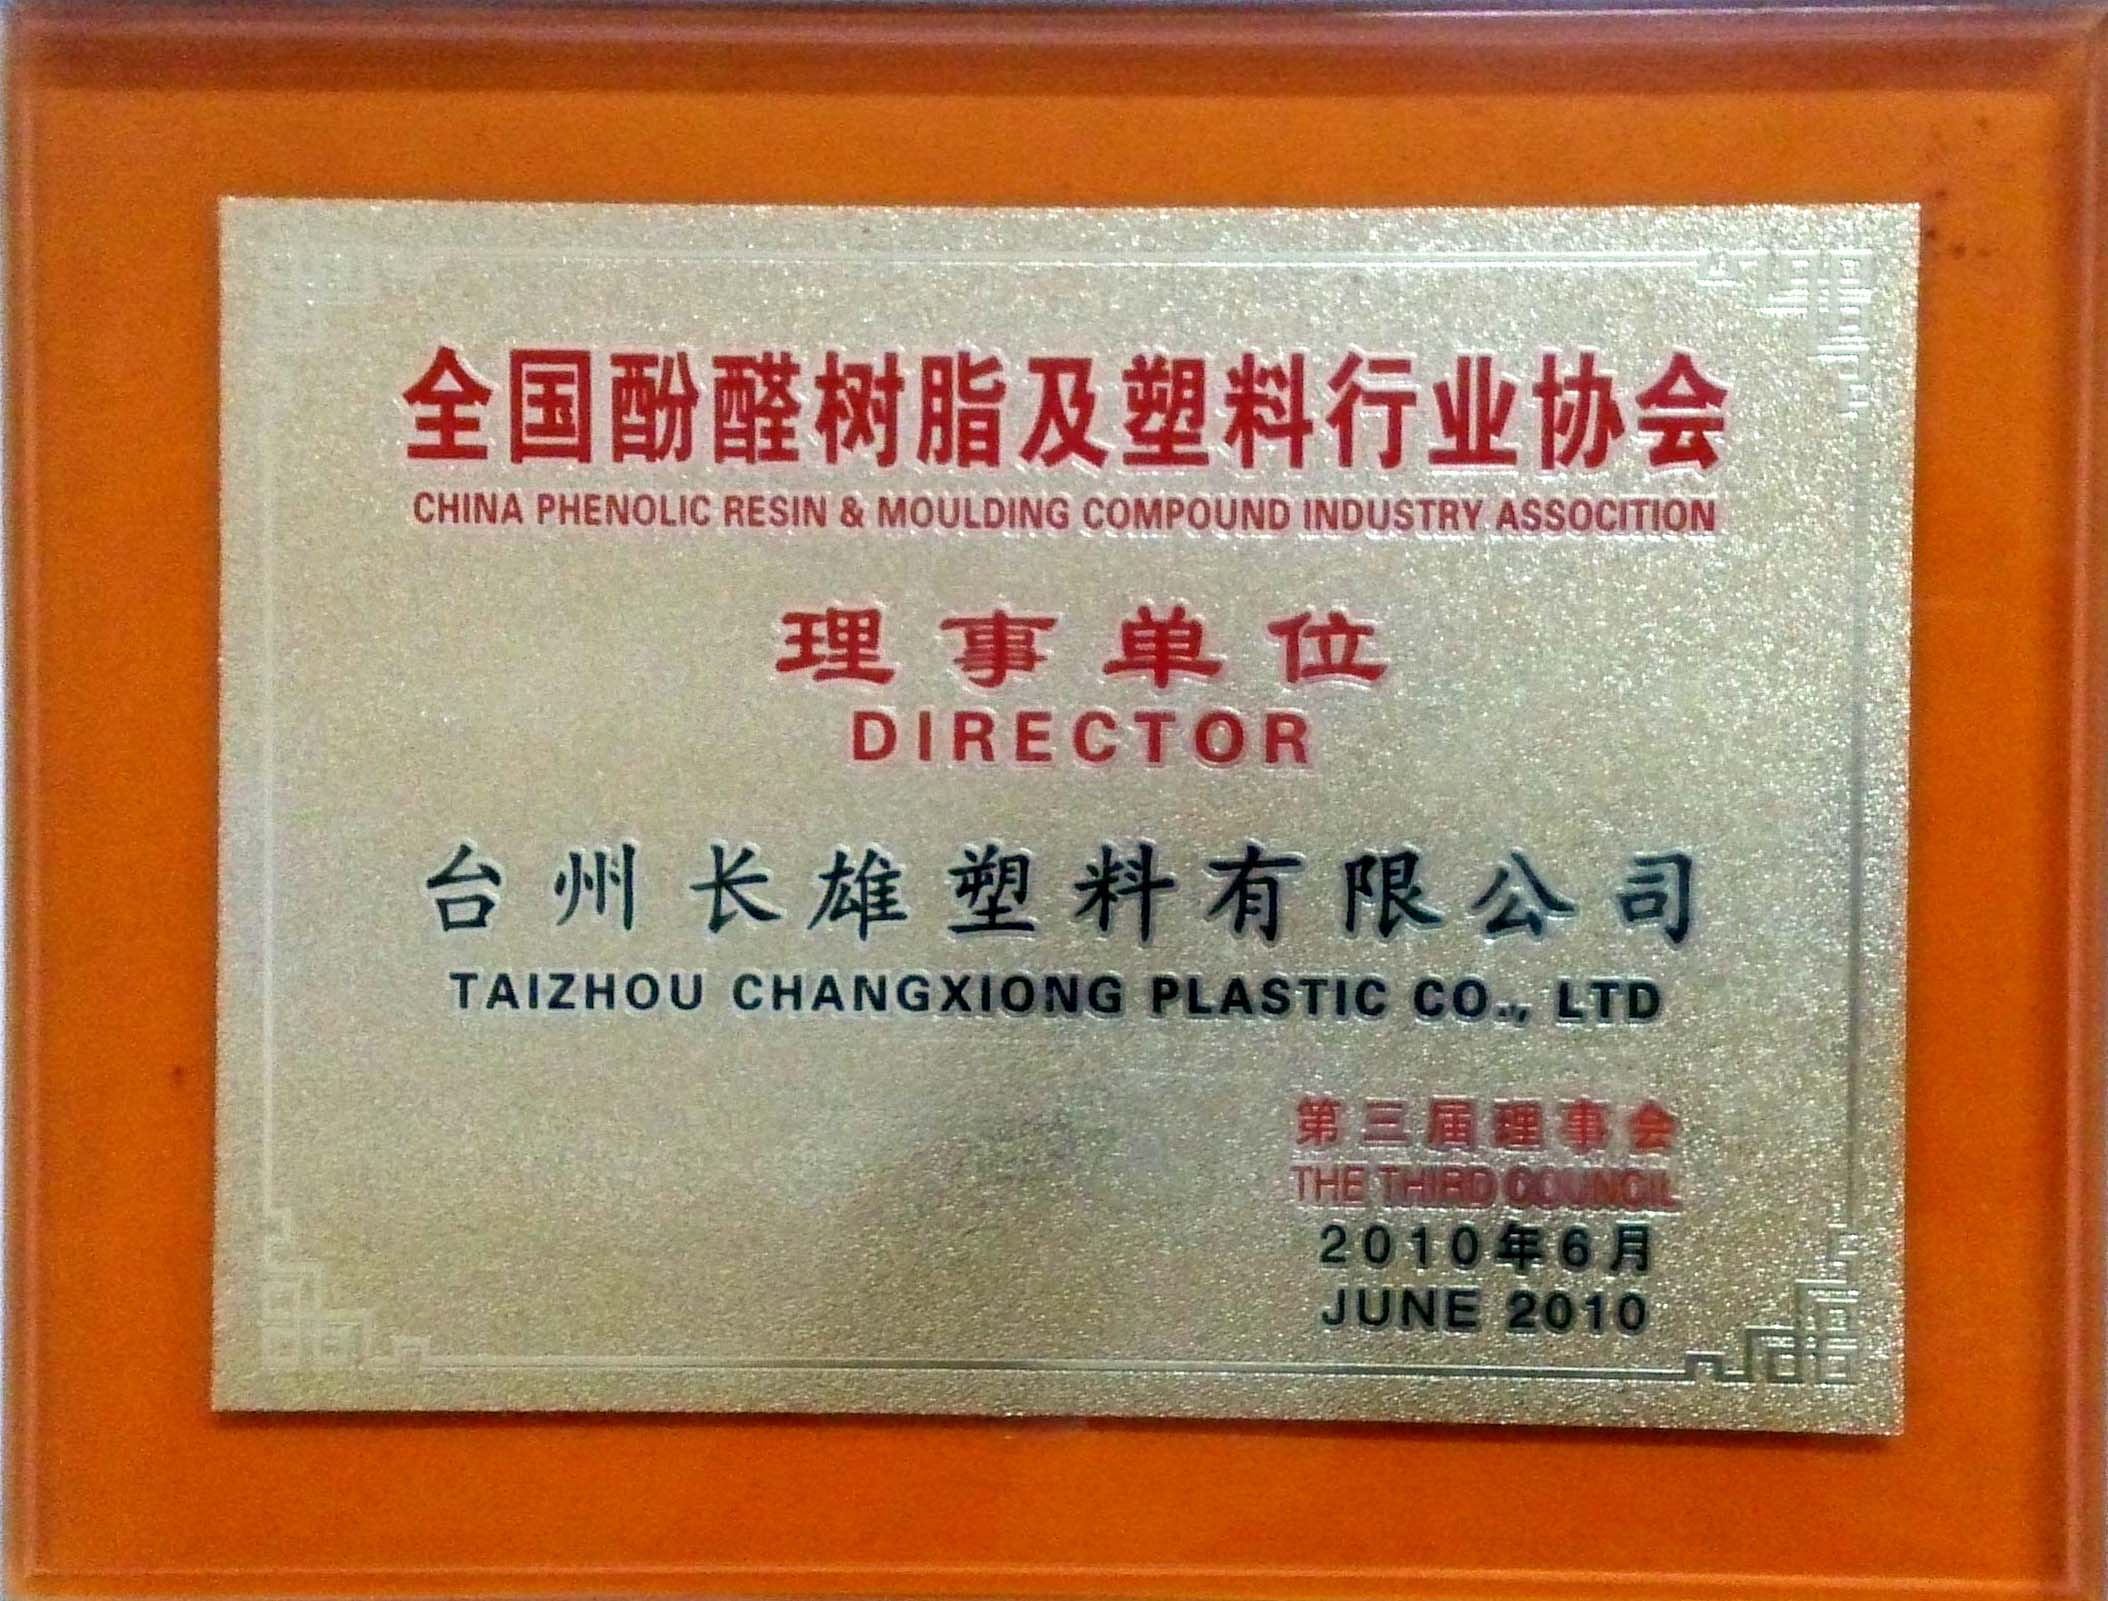 全国酚醛树脂及塑料行业协会
CHINA PHENOLIC RESIN & MOULDING COMPOUND INDUSTRY ASSOCITION
理事单位
DIRECTOR
台州长雄塑料有限公司
TAIZHOU CHANGXIONG PLASTIC CO., LTD
第三届理事会
THE THIRD COUNCIL
2010年6月
JUNE 2010